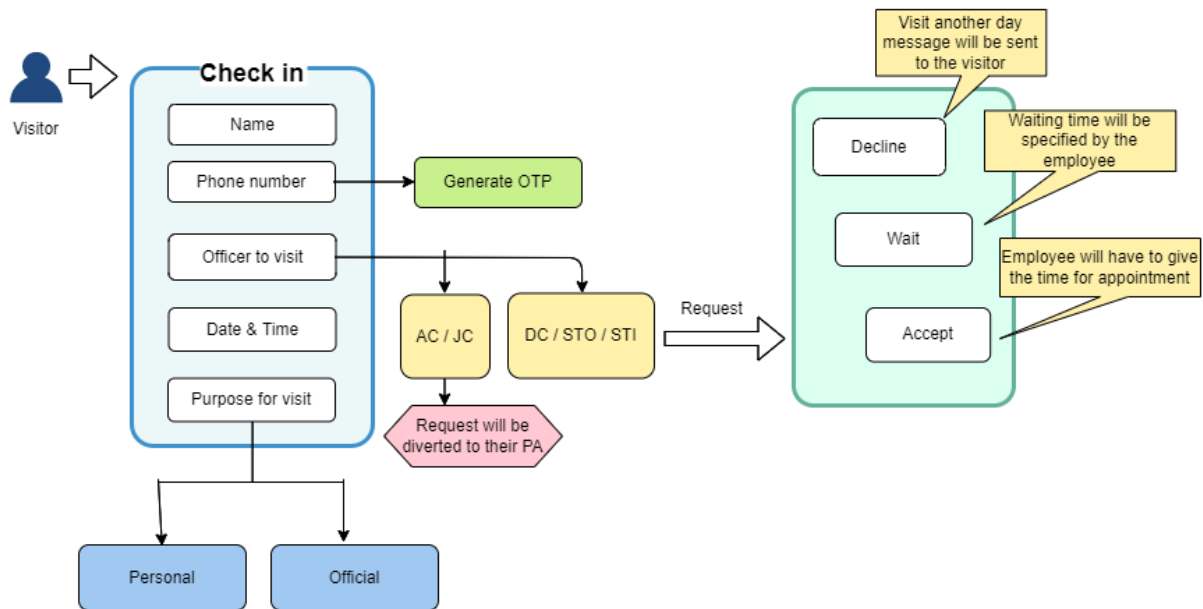 Visitor
Check in
Name
Phone number
Officer to visit
Date & Time
Purpose for visit
Generate OTP
AC / JC
DC / STO / STI
Request will be
diverted to their PA
Personal
Official
Request
Visit another day
message will be sent
to the visitor
Decline
Waiting time will be
specified by the
employee
Wait
Employee will have to give
the time for appointment
Accept